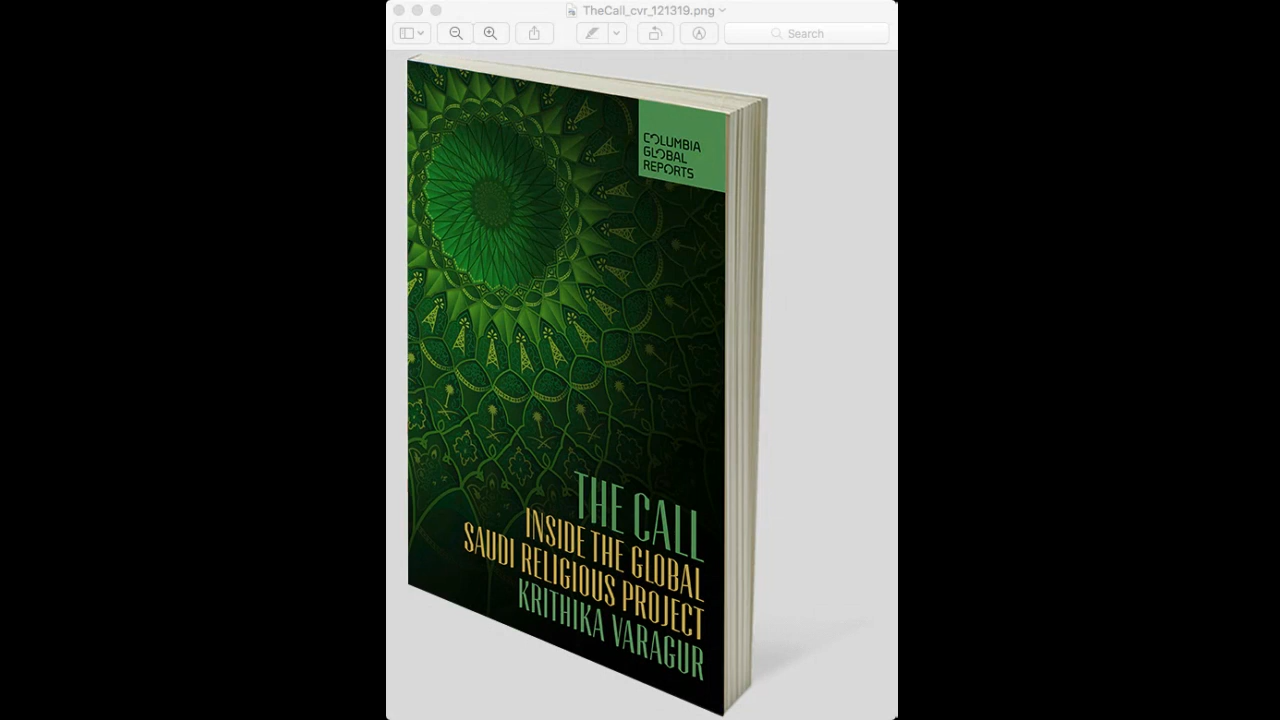 TheCall_cvr_121319.png
Search
COLUMBIA
GLOBAL
REPORTS
THE CALL
INSIDE THE GLOBAL
SAUDI RELIGIOUS PROJECT
KRITHIKA VARAGUR